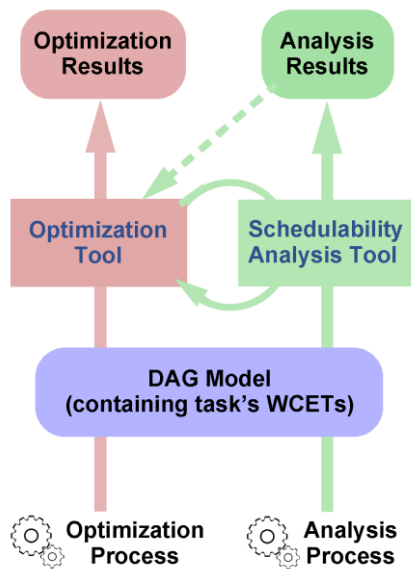 Optimization
Results
Analysis
Results
Optimization
Tool
Schedulability
Analysis Tool
DAG Model
(containing task's WCETs)
Optimization
Process
Analysis
Process